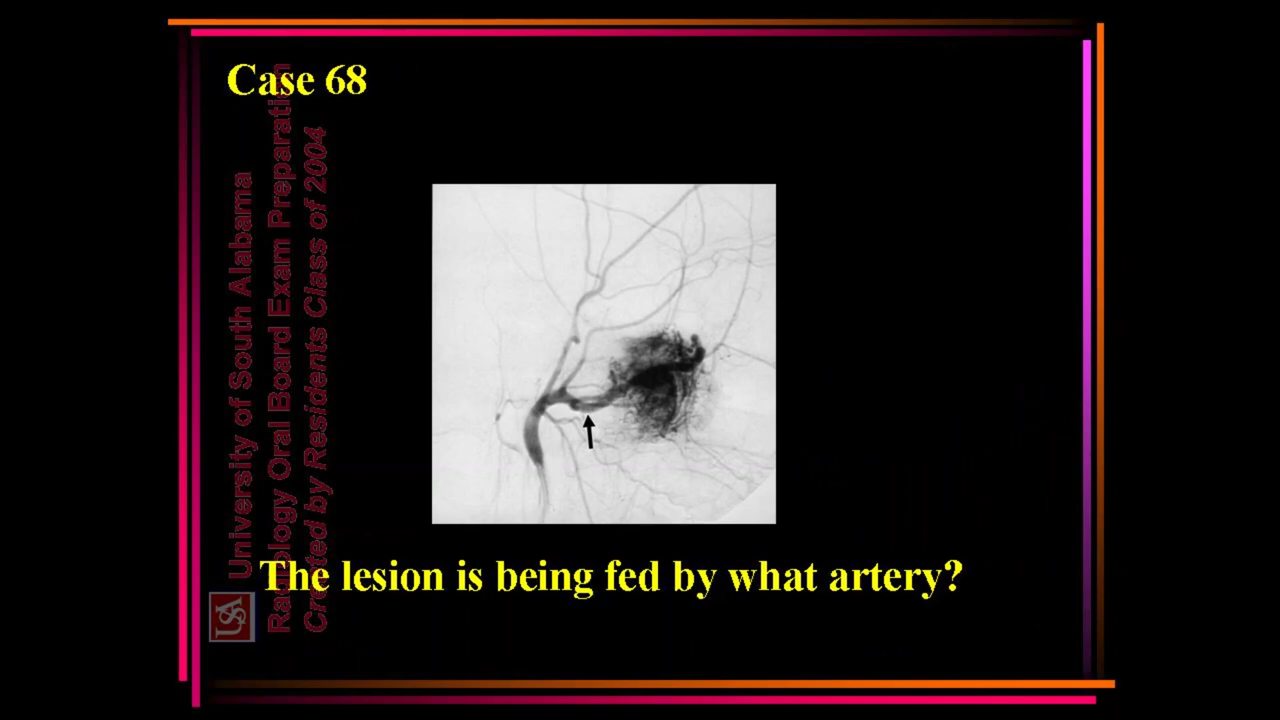 Case 68
University of South Alabama
Radiology Oral Board Exam Preparation
Created by Residents Class of 2004
USA
The lesion is being fed by what artery?